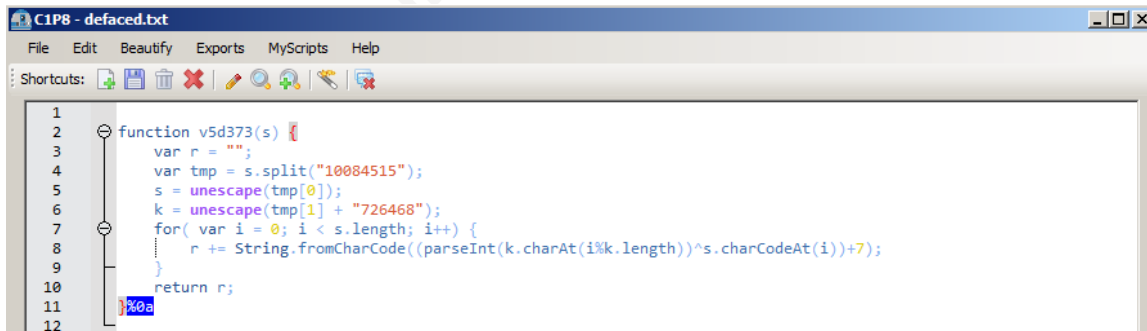 C1P8 - defaced.txt
File Edit Beautify Exports MyScripts Help
Shortcuts:
1
2 function v5d373(s) {
3 var r = "";
4 var tmp = s.split("10084515");
5 s = unescape(tmp[0]);
6 k = unescape(tmp[1] + "726468");
7 for( var i = 0; i < s.length; i++) {
8 r += String.fromCharCode((parseInt(k.charAt(i%k.length))^s.charCodeAt(i))+7);
9 }
10 return r;
11 }%0a
12